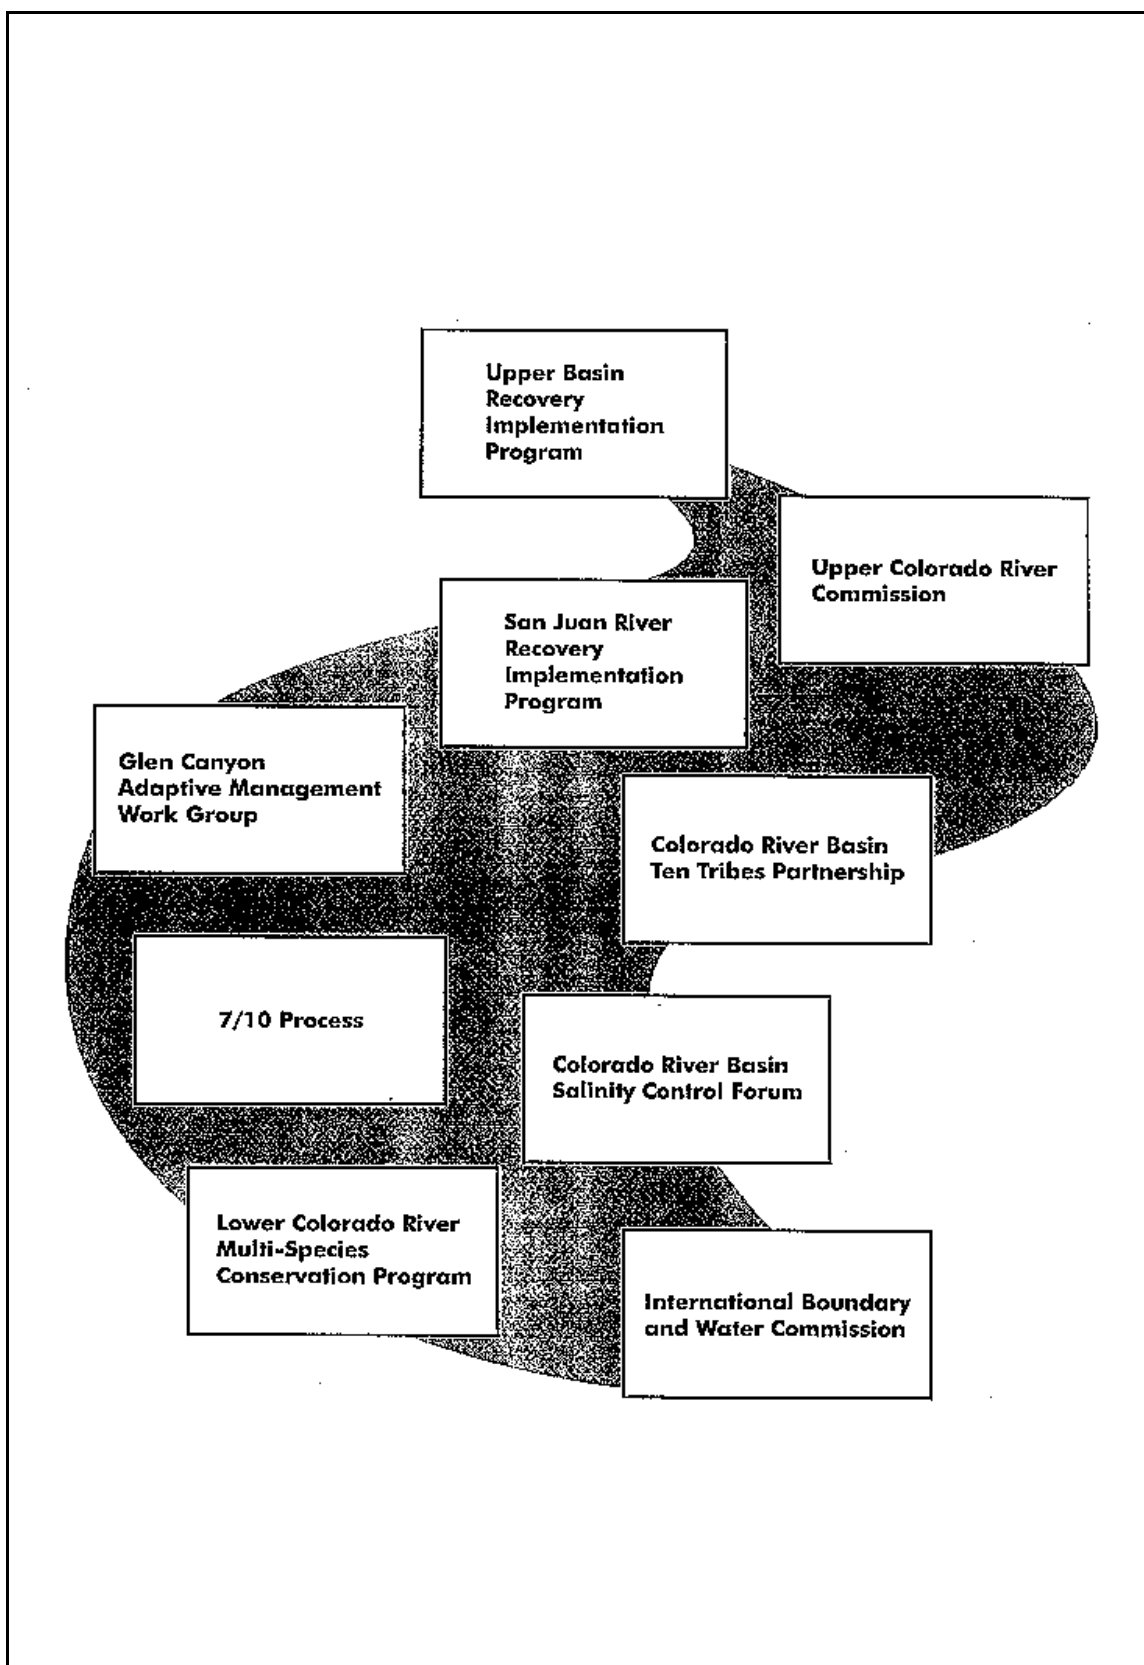 Upper Basin
Recovery
Implementation
Program
Upper Colorado River
Commission
San Juan River
Recovery
Implementation
Program
Glen Canyon
Adaptive Management
Work Group
Colorado River Basin
Ten Tribes Partnership
7/10 Process
Colorado River Basin
Salinity Control Forum
Lower Colorado River
Multi-Species
Conservation Program
International Boundary
and Water Commission